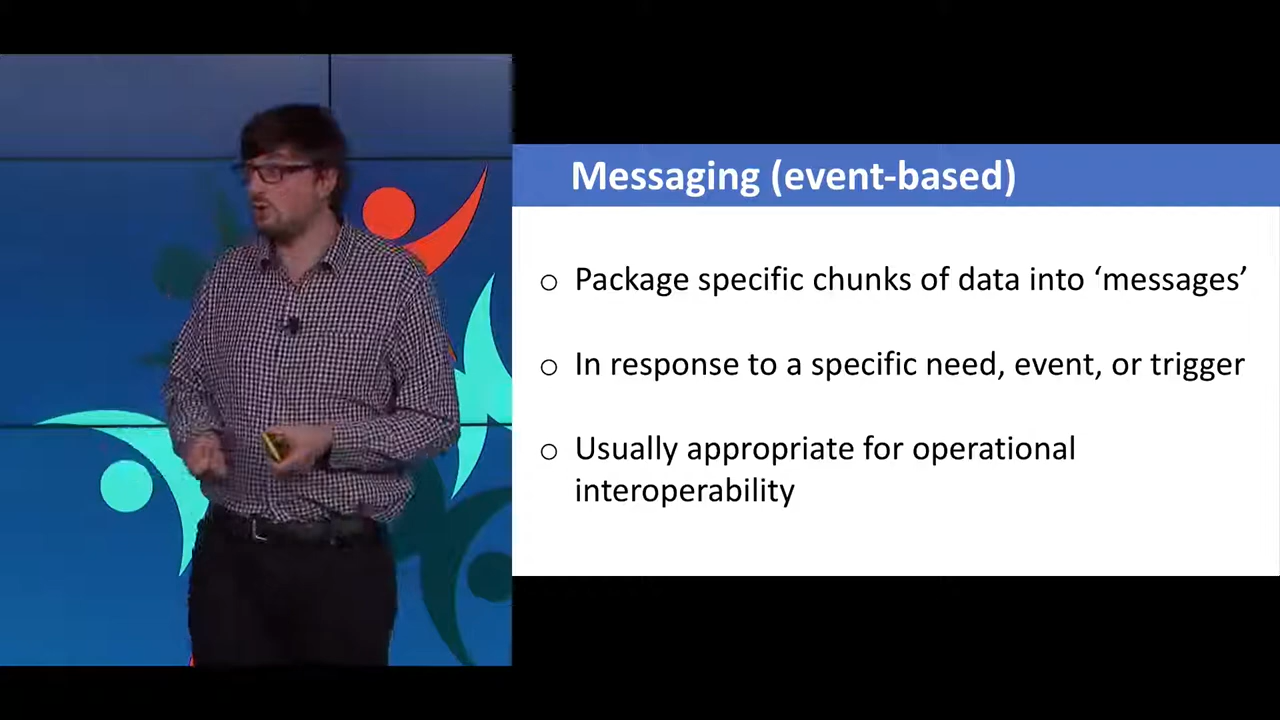 Messaging (event-based)
o Package specific chunks of data into ‘messages’
o In response to a specific need, event, or trigger
o Usually appropriate for operational
interoperability